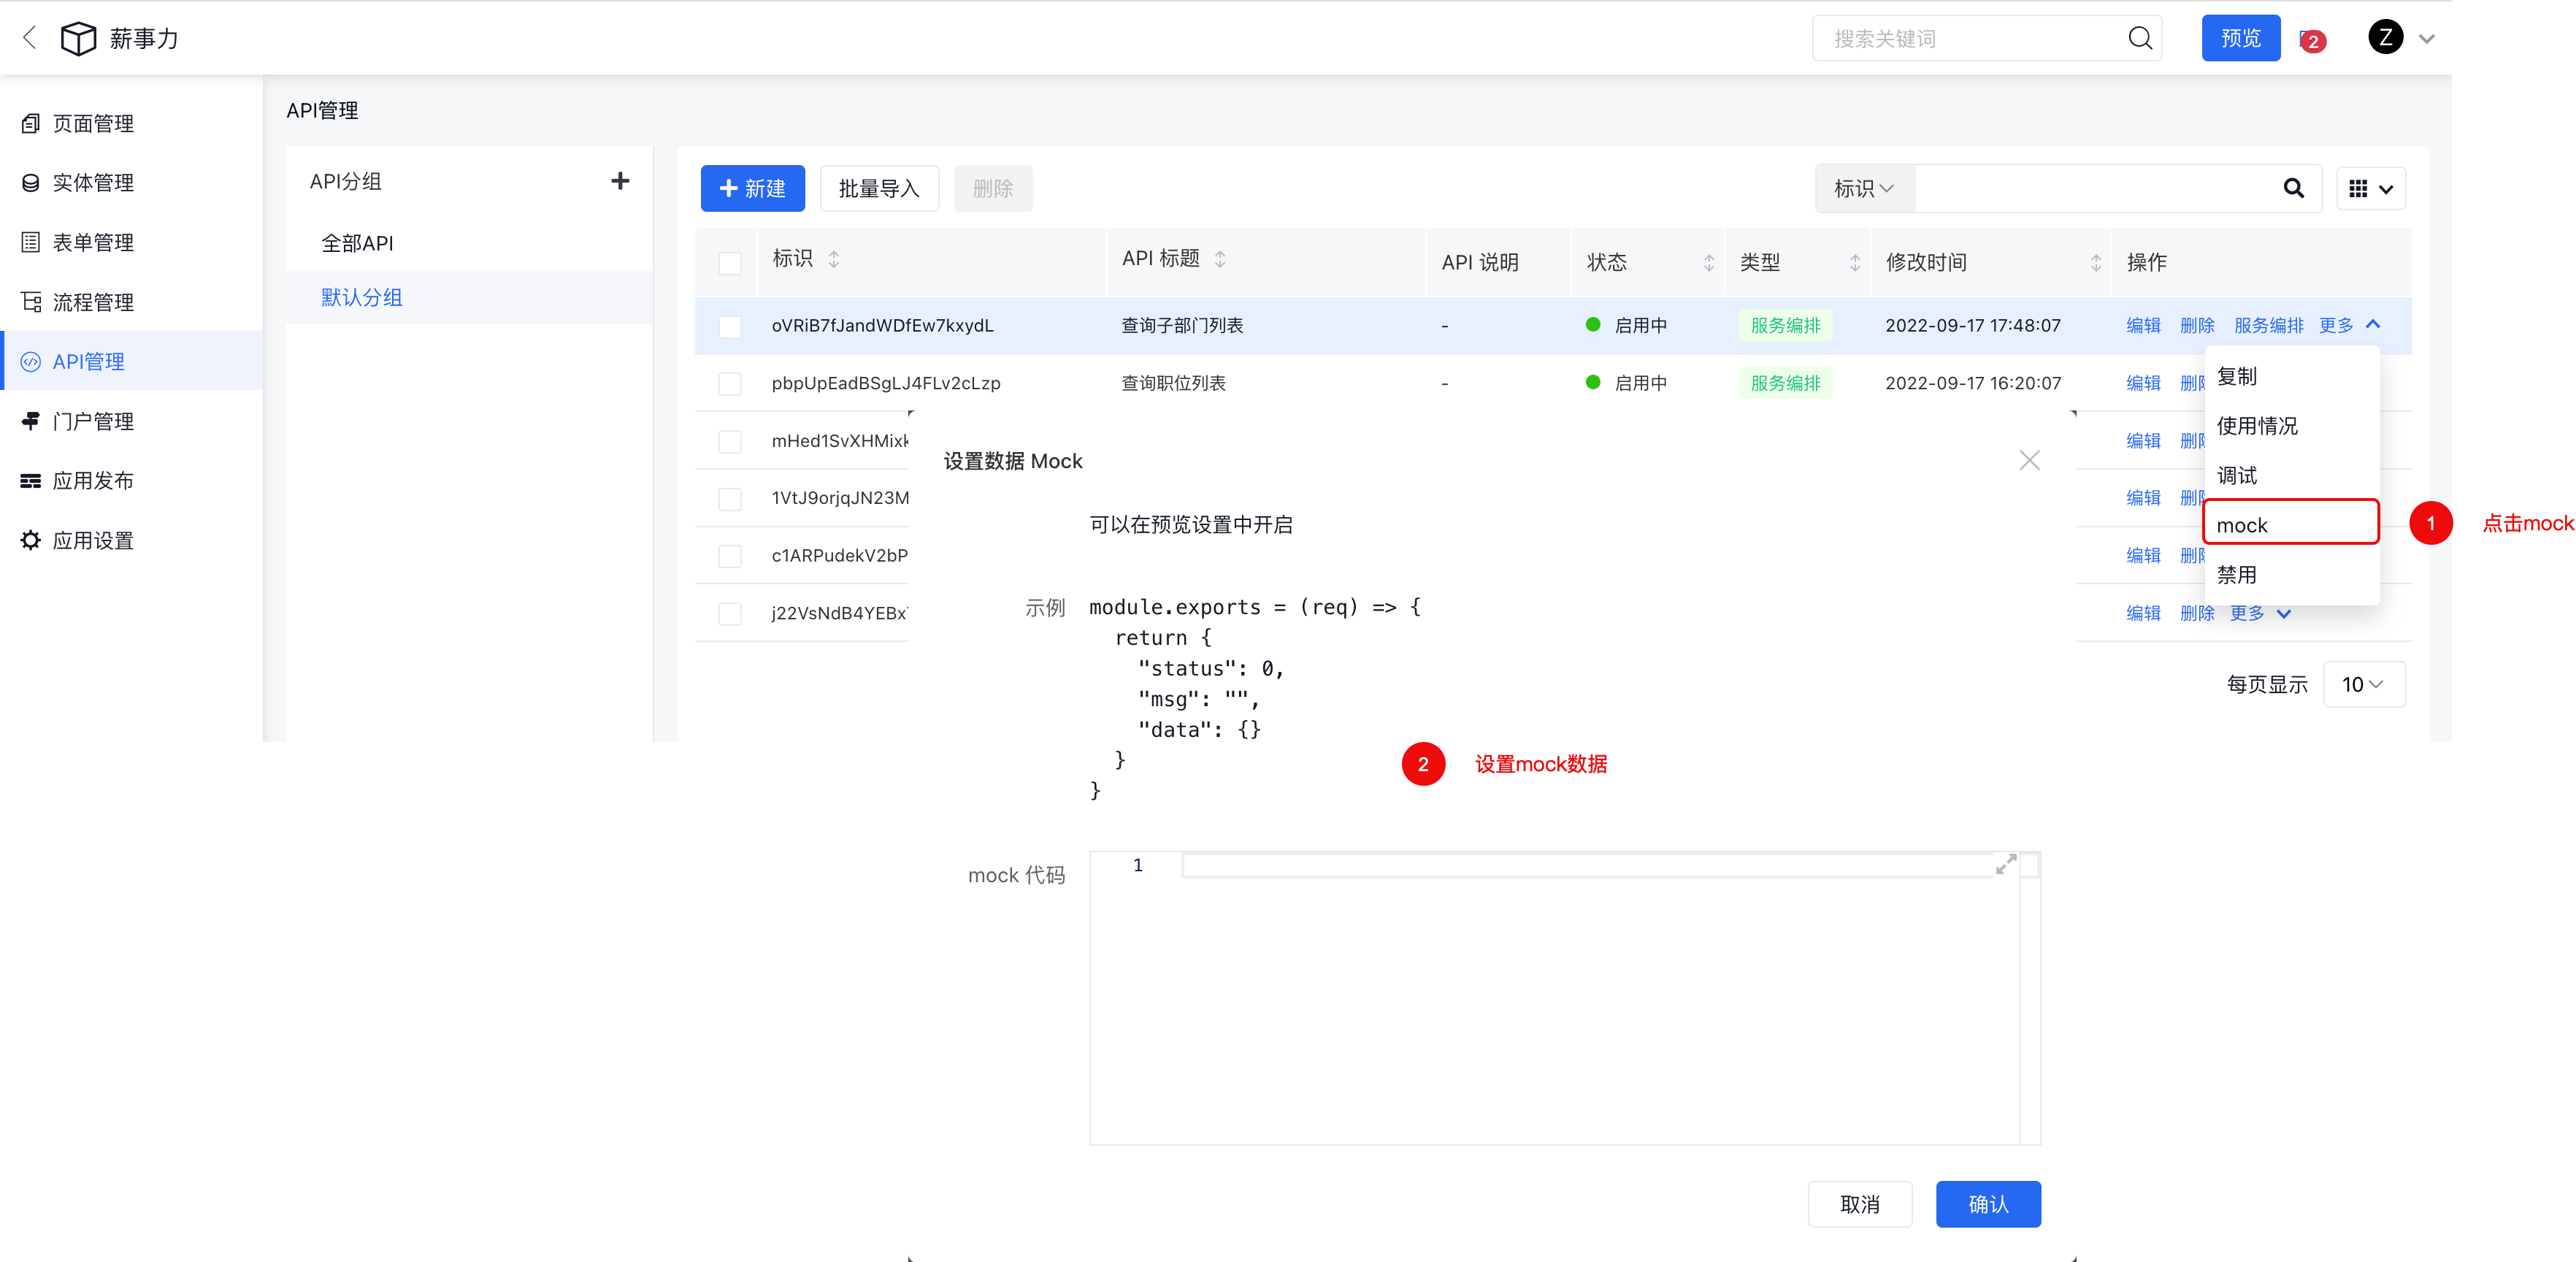 薪事力
搜索关键词
预览
2
Z
页面管理
实体管理
表单管理
流程管理
API管理
门户管理
应用发布
应用设置
API管理
API分组
全部API
默认分组
新建 批量导入 删除
标识
标识 API 标题 API 说明 状态 类型 修改时间 操作
oVRiB7fJandWDfEw7kxydL 查询子部门列表 - 启用中 服务编排 2022-09-17 17:48:07 编辑 删除 服务编排 更多
pbpUpEadBSgLJ4FLv2cLzp 查询职位列表 - 启用中 服务编排 2022-09-17 16:20:07 编辑 删除
mHed1SvXHMixk 编辑 删除
1VtJ9orjqJN23M 编辑 删除
c1ARPudekV2bP 编辑 删除
j22VsNdB4YEBx 编辑 删除 更多
复制
使用情况
调试
mock
禁用
1 点击mock
每页显示 10
设置数据 Mock
可以在预览设置中开启
示例
module.exports = (req) => {
  return {
    "status": 0,
    "msg": "",
    "data": {}
  }
}
2 设置mock数据
mock 代码
1
取消 确认